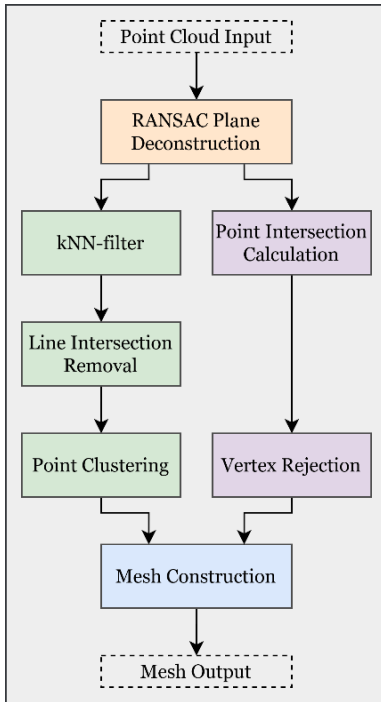 Point Cloud Input
RANSAC Plane
Deconstruction
kNN-filter
Point Intersection
Calculation
Line Intersection
Removal
Point Clustering
Vertex Rejection
Mesh Construction
Mesh Output